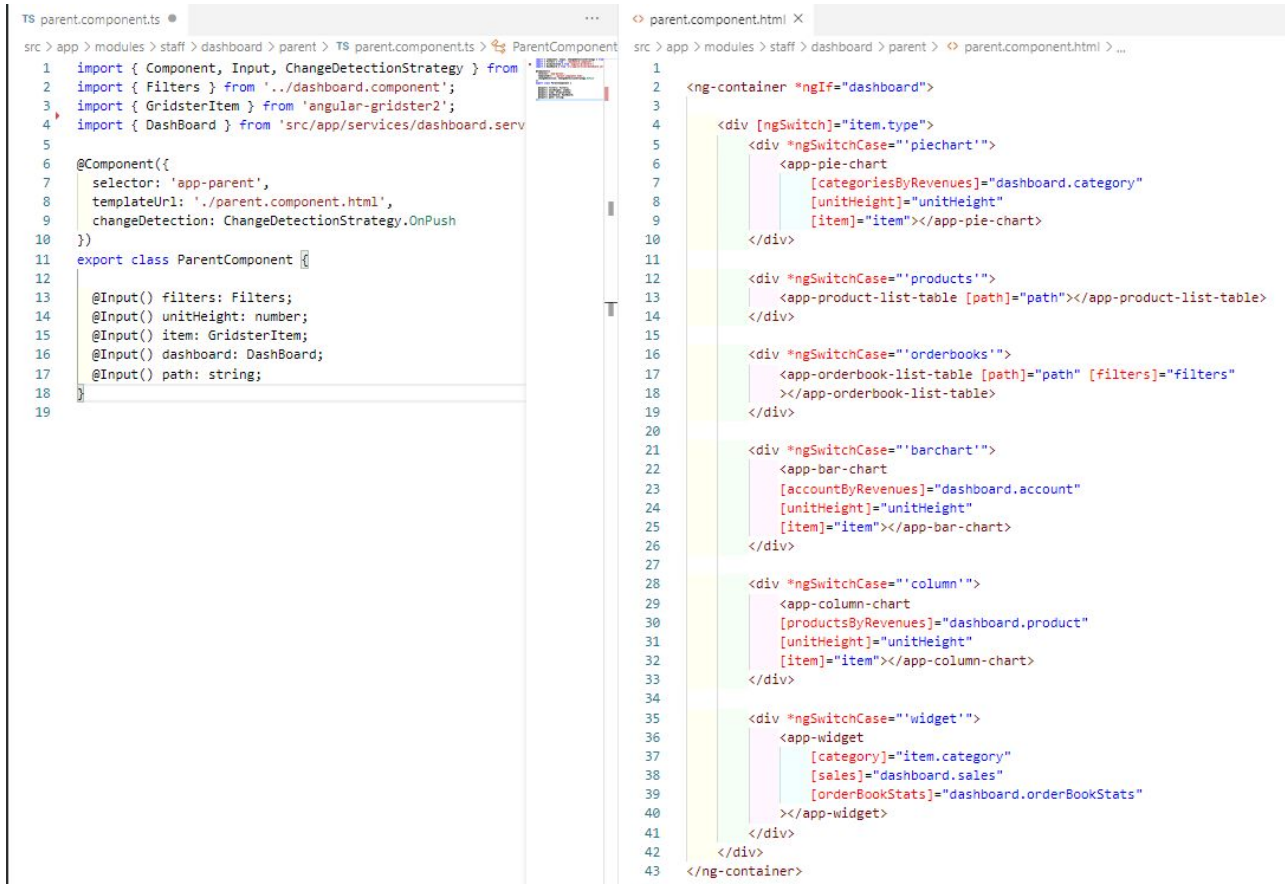 TS parent.component.ts ●
...
src > app > modules > staff > dashboard > parent > TS parent.component.ts > ParentComponent
1 import { Component, Input, ChangeDetectionStrategy } from '
2 import { Filters } from '../dashboard.component';
3 import { GridsterItem } from 'angular-gridster2';
4 import { DashBoard } from 'src/app/services/dashboard.serv
5
6 @Component({
7 selector: 'app-parent',
8 templateUrl: './parent.component.html',
9 changeDetection: ChangeDetectionStrategy.OnPush
10 })
11 export class ParentComponent {
12
13 @Input() filters: Filters;
14 @Input() unitHeight: number;
15 @Input() item: GridsterItem;
16 @Input() dashboard: DashBoard;
17 @Input() path: string;
18 }
19
<> parent.component.html ×
src > app > modules > staff > dashboard > parent > <> parent.component.html > ...
1
2 <ng-container *ngIf="dashboard">
3
4 <div [ngSwitch]="item.type">
5 <div *ngSwitchCase="'piechart'">
6 <app-pie-chart
7 [categoriesByRevenues]="dashboard.category"
8 [unitHeight]="unitHeight"
9 [item]="item"></app-pie-chart>
10 </div>
11
12 <div *ngSwitchCase="'products'">
13 <app-product-list-table [path]="path"></app-product-list-table>
14 </div>
15
16 <div *ngSwitchCase="'orderbooks'">
17 <app-orderbook-list-table [path]="path" [filters]="filters"
18 ></app-orderbook-list-table>
19 </div>
20
21 <div *ngSwitchCase="'barchart'">
22 <app-bar-chart
23 [accountByRevenues]="dashboard.account"
24 [unitHeight]="unitHeight"
25 [item]="item"></app-bar-chart>
26 </div>
27
28 <div *ngSwitchCase="'column'">
29 <app-column-chart
30 [productsByRevenues]="dashboard.product"
31 [unitHeight]="unitHeight"
32 [item]="item"></app-column-chart>
33 </div>
34
35 <div *ngSwitchCase="'widget'">
36 <app-widget
37 [category]="item.category"
38 [sales]="dashboard.sales"
39 [orderBookStats]="dashboard.orderBookStats"
40 ></app-widget>
41 </div>
42 </div>
43 </ng-container>